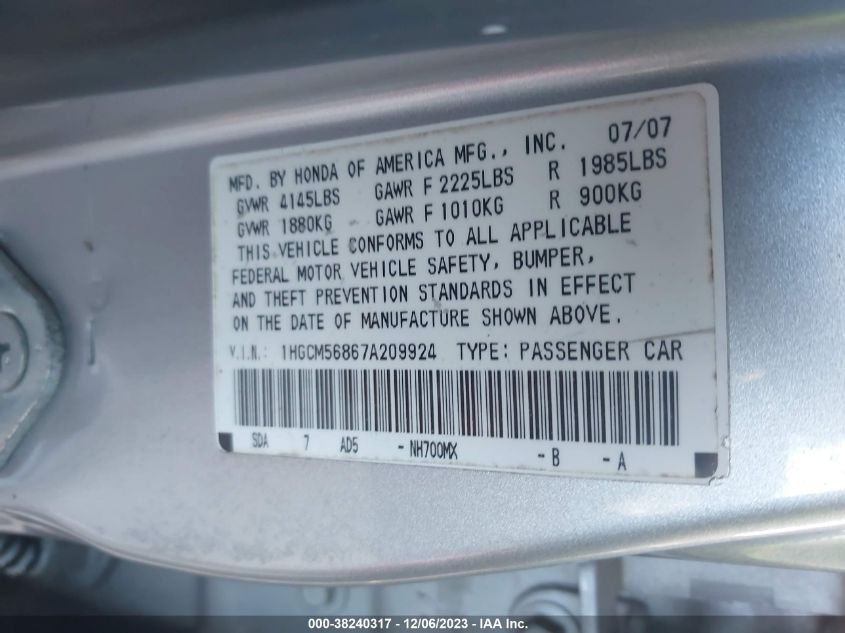 MFD. BY HONDA OF AMERICA MFG., INC. 07/07
GVWR 4145LBS GAWR F 2225LBS R 1985LBS
GVWR 1880KG GAWR F 1010KG R 900KG
THIS VEHICLE CONFORMS TO ALL APPLICABLE
FEDERAL MOTOR VEHICLE SAFETY, BUMPER,
AND THEFT PREVENTION STANDARDS IN EFFECT
ON THE DATE OF MANUFACTURE SHOWN ABOVE.
V.I.N.: 1HGCM56867A209924 TYPE: PASSENGER CAR
SDA 7 AD5 -NH700MX -B -A
000-38240317 - 12/06/2023 - IAA Inc.